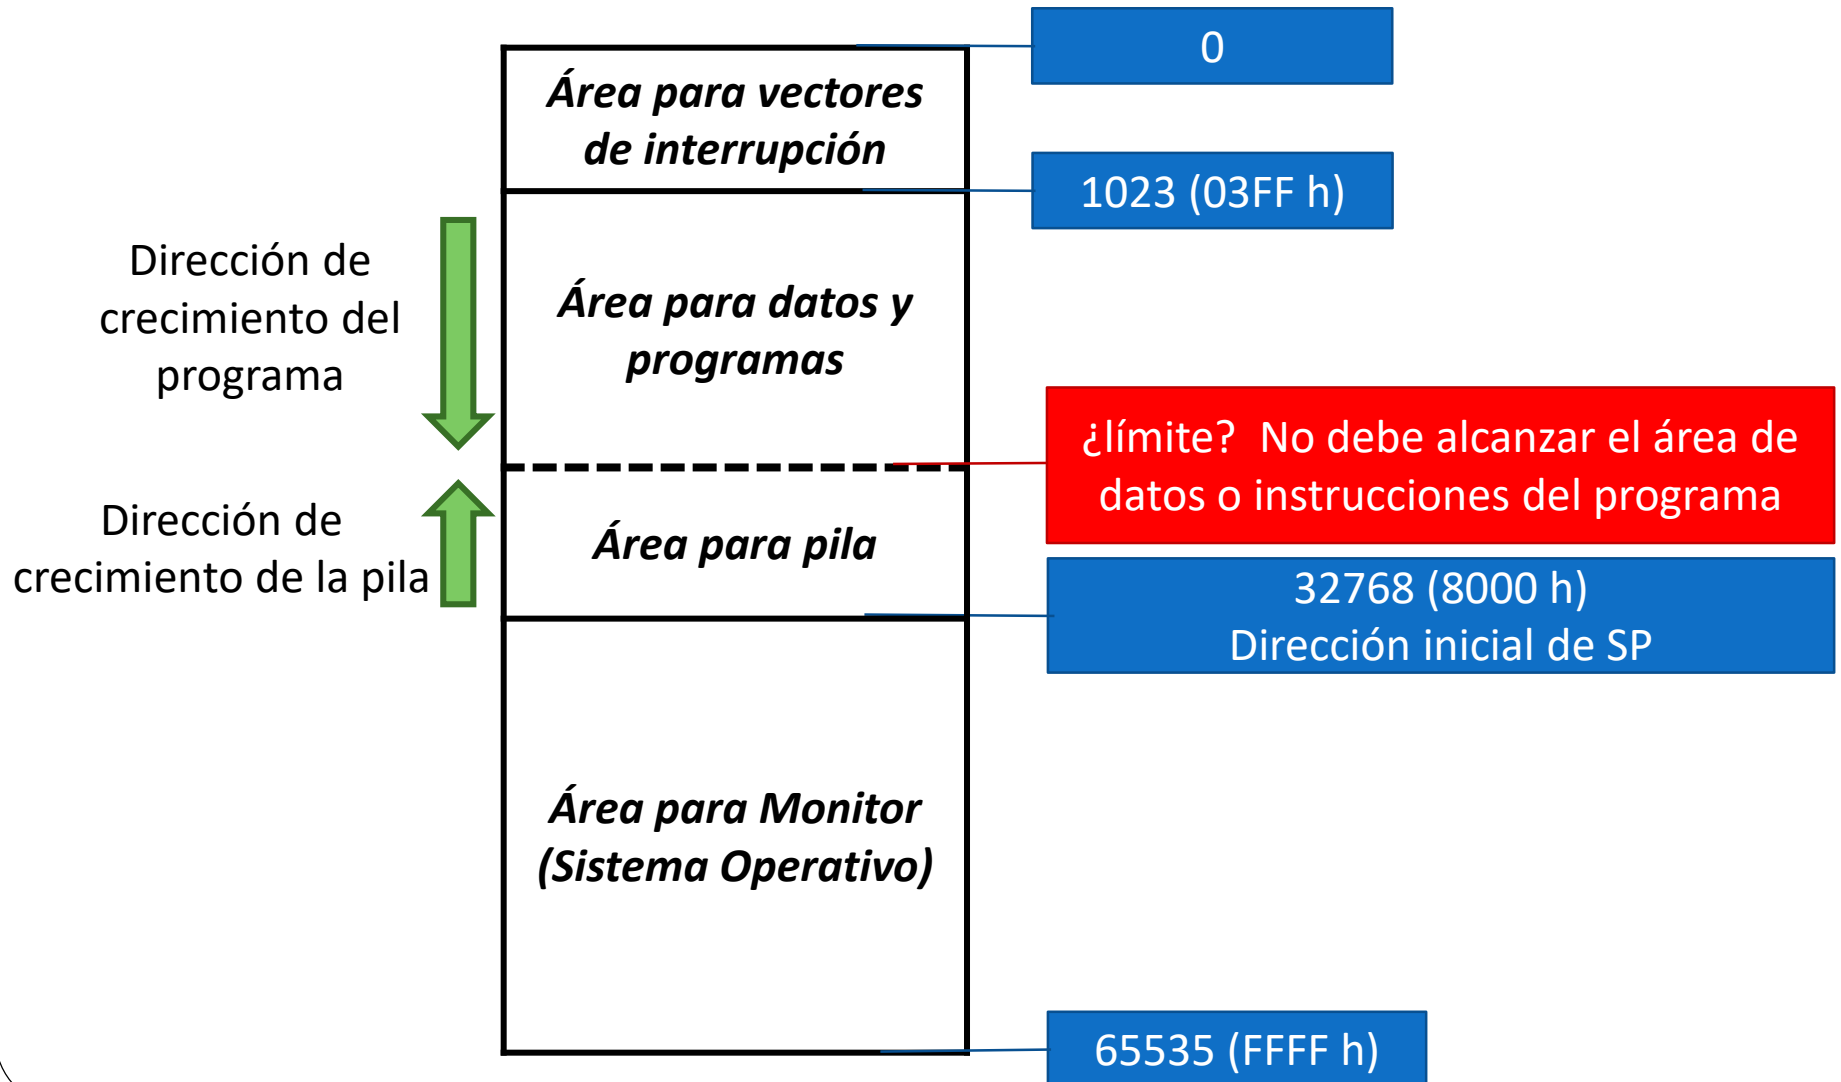 0
Área para vectores
de interrupción
1023 (03FF h)
Dirección de
crecimiento del
programa
Área para datos y
programas
¿límite?  No debe alcanzar el área de
datos o instrucciones del programa
Dirección de
crecimiento de la pila
Área para pila
32768 (8000 h)
Dirección inicial de SP
Área para Monitor
(Sistema Operativo)
65535 (FFFF h)